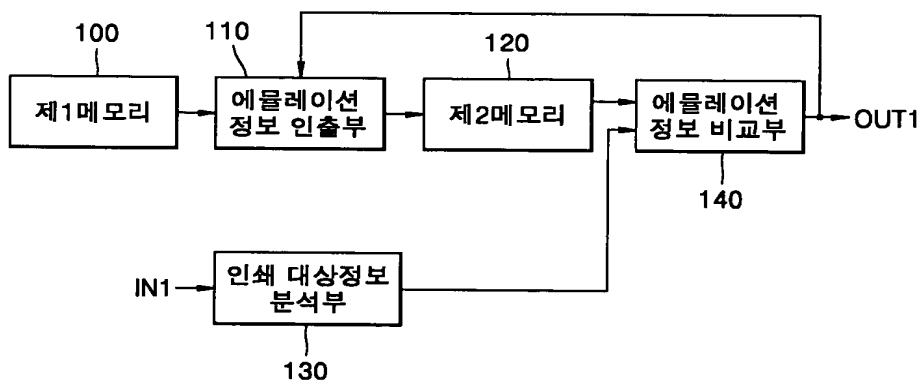 100
제1메모리
110
에뮬레이션
정보 인출부
120
제2메모리
에뮬레이션
정보 비교부
140
OUT1
IN1
인쇄 대상정보
분석부
130